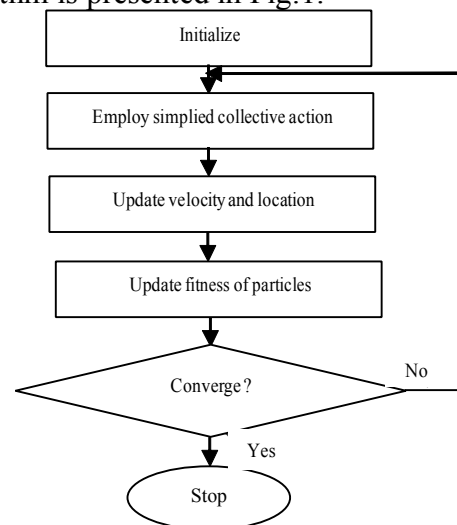 is presented in Fig.1.
Initialize
Employ simplied collective action
Update velocity and location
Update fitness of particles
Converge ?
No
Yes
Stop